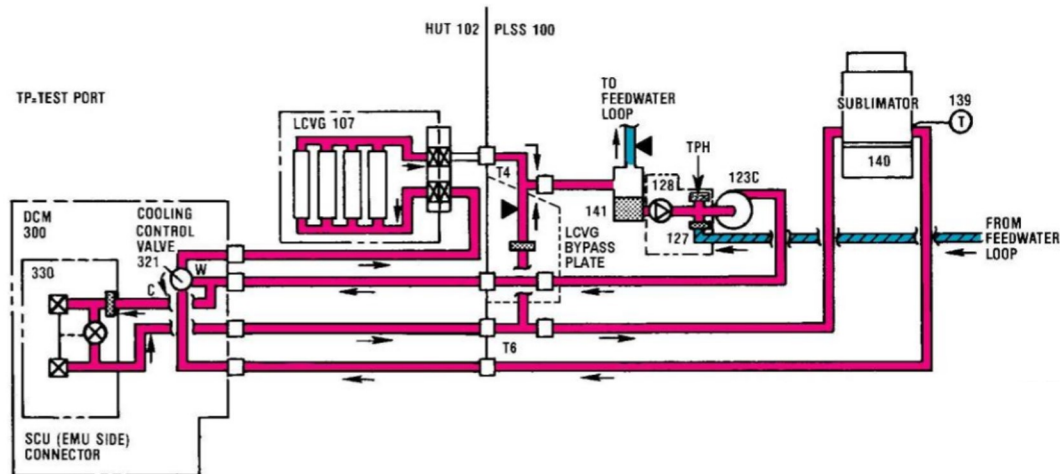 HUT 102
PLSS 100
TP=TEST PORT
TO
FEEDWATER
LOOP
SUBLIMATOR
139
T
LCVG 107
T4
TPH
123C
128
140
141
127
DCM
300
COOLING
CONTROL
VALVE
321
W
C
330
LCVG
BYPASS
PLATE
FROM
FEEDWATER
LOOP
T6
SCU (EMU SIDE)
CONNECTOR